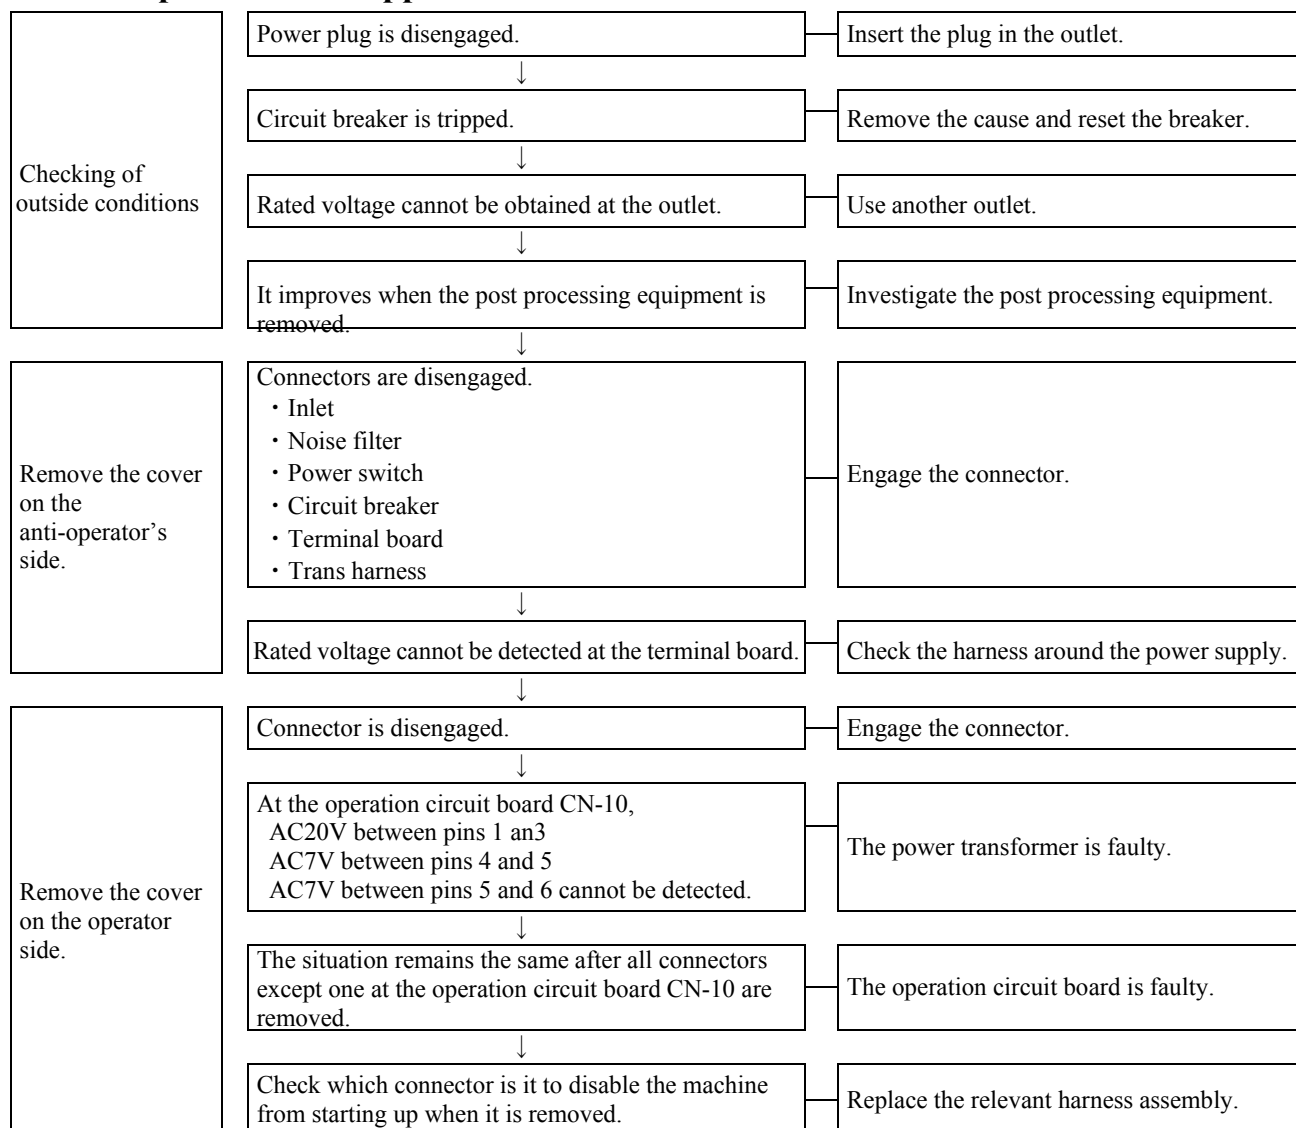 Power plug is disengaged.
Insert the plug in the outlet.
↓
Circuit breaker is tripped.
Remove the cause and reset the breaker.
↓
Checking of
outside conditions
Rated voltage cannot be obtained at the outlet.
Use another outlet.
↓
It improves when the post processing equipment is
removed.
Investigate the post processing equipment.
↓
Remove the cover
on the
anti-operator’s
side.
Connectors are disengaged.
・Inlet
・Noise filter
・Power switch
・Circuit breaker
・Terminal board
・Trans harness
Engage the connector.
↓
Rated voltage cannot be detected at the terminal board.
Check the harness around the power supply.
↓
Remove the cover
on the operator
side.
Connector is disengaged.
Engage the connector.
↓
At the operation circuit board CN-10,
AC20V between pins 1 an3
AC7V between pins 4 and 5
AC7V between pins 5 and 6 cannot be detected.
The power transformer is faulty.
↓
The situation remains the same after all connectors
except one at the operation circuit board CN-10 are
removed.
The operation circuit board is faulty.
↓
Check which connector is it to disable the machine
from starting up when it is removed.
Replace the relevant harness assembly.